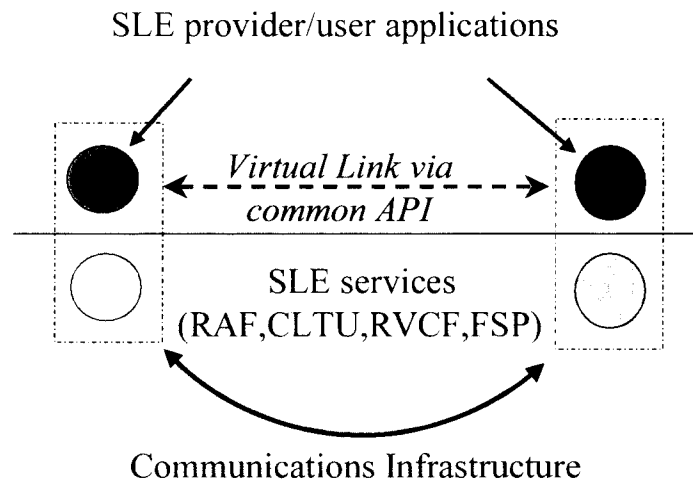 SLE provider/user applications
Virtual Link via
common API
SLE services
(RAF,CLTU,RVCF,FSP)
Communications Infrastructure